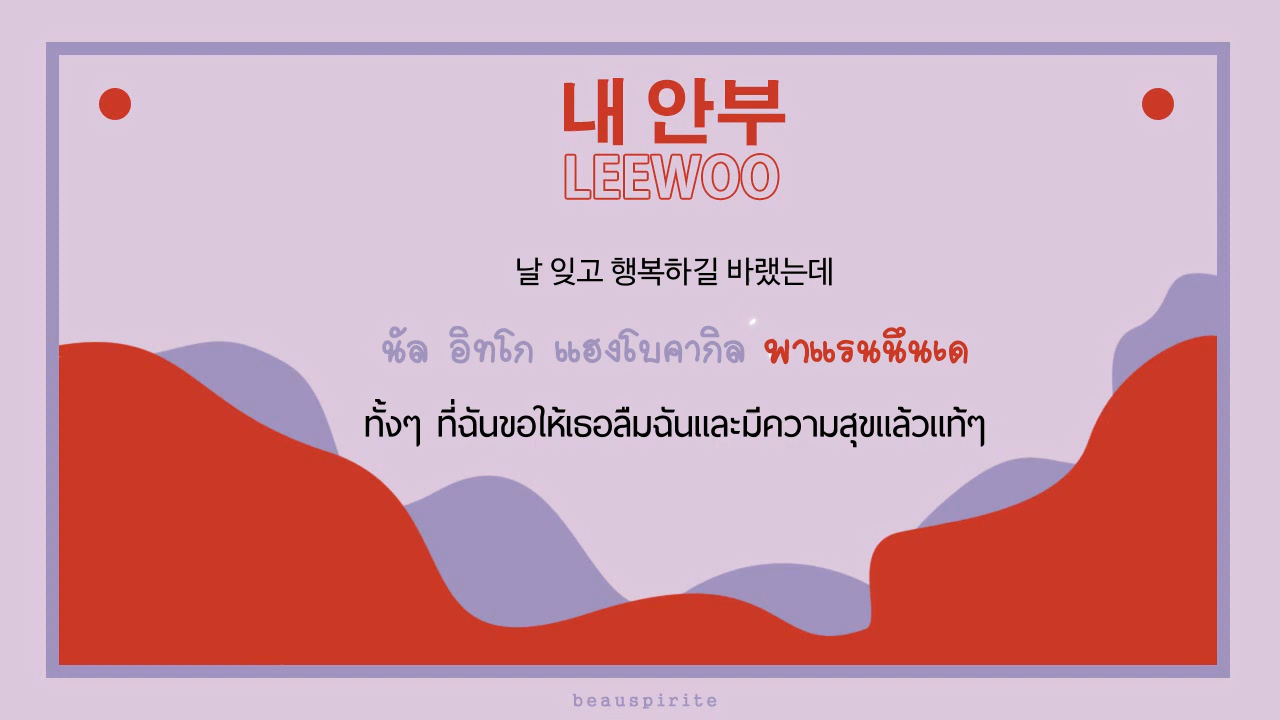 내 안부
LEEWOO
날 잊고 행복하길 바랬는데
นัล อิทโก แฮงโบคากิล พาแรนนึนเด
ทั้งๆ ที่ฉันขอให้เธอลืมฉันและมีความสุขแล้วแท้ๆ
beauspirite